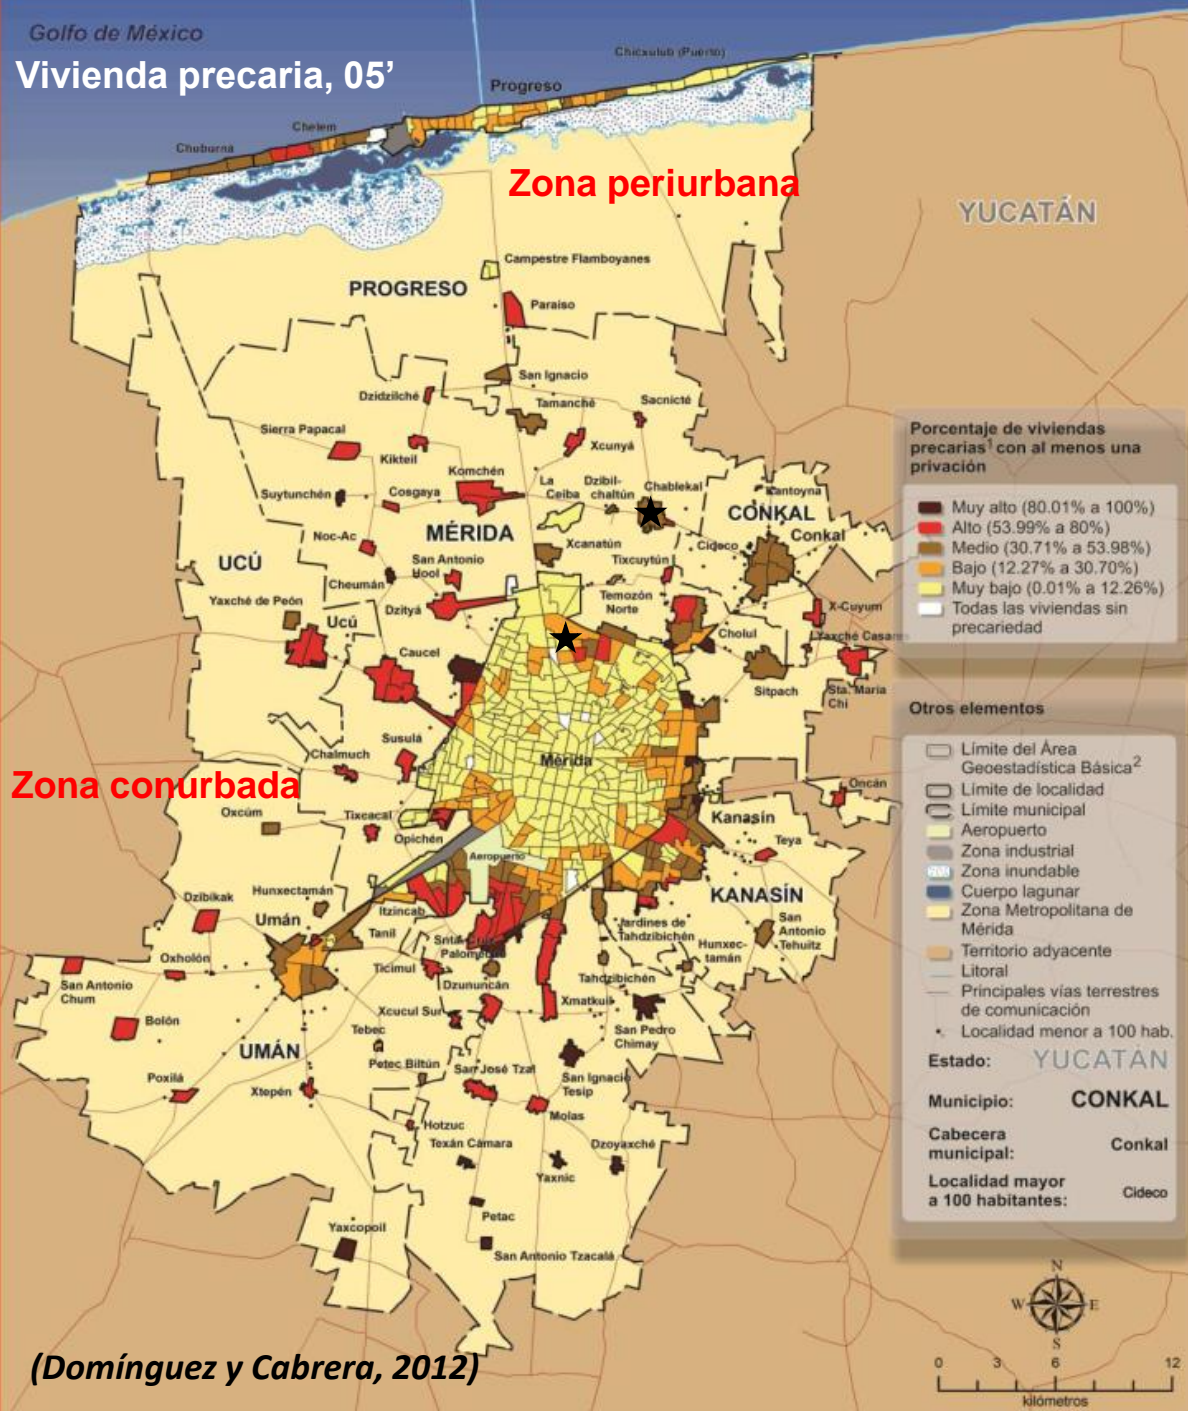 Golfo de México
Vivienda precaria, 05’
Chicxulub (Puerto)
Progreso
Chelem
Chuburná
Zona periurbana
YUCATÁN
Campestre Flamboyanes
PROGRESO
Paraíso
San Ignacio
Dzidzilché
Tamanché
Sacnicté
Sierra Papacal
Xcunyá
Kikteil
Komchén
La
Ceiba
Dzibil-
chaltún
Chablekal
Suytunchén
Cosgaya
Kantoyna
CONKAL
MÉRIDA
Conkal
Noc-Ac
Xcanatún
Cideco
San Antonio
Hool
Tixcuytún
UCÚ
Cheumán
Temozón
Norte
Yaxché de Peón
Dzityá
X-Cuyum
Ucú
Cholul
Yaxché Casares
Caucel
Sitpach
Sta. María
Chí
Susulá
Chalmuch
Mérida
Zona conurbada
Oncán
Oxcúm
Tixcacal
Kanasín
Opichén
Teya
Aeropuerto
Hunxectamán
Dzibikak
KANASÍN
Itzincab
Umán
Jardines de
Tahdzibichén
San
Antonio
Tehuitz
Tanil
Santa Cruz
Palomeque
Hunxec-
tamán
Oxholón
Ticimul
San Antonio
Chum
Dzununcán
Tahdzibichén
Xmatkuil
Xcucul Sur
Bolón
Tebec
San Pedro
Chimay
UMÁN
Petec Biltún
San José Tzal
San Ignacio
Tesip
Poxilá
Xtepén
Molas
Hotzuc
Texán Cámara
Dzoyaxché
Yaxnic
Petac
Yaxcopoil
San Antonio Tzacalá
(Domínguez y Cabrera, 2012)
Porcentaje de viviendas
precarias1 con al menos una
privación
Muy alto (80.01% a 100%)
Alto (53.99% a 80%)
Medio (30.71% a 53.98%)
Bajo (12.27% a 30.70%)
Muy bajo (0.01% a 12.26%)
Todas las viviendas sin
precariedad
Otros elementos
Límite del Área
Geoestadística Básica2
Límite de localidad
Límite municipal
Aeropuerto
Zona industrial
Zona inundable
Cuerpo lagunar
Zona Metropolitana de
Mérida
Territorio adyacente
Litoral
Principales vías terrestres
de comunicación
Localidad menor a 100 hab.
Estado: YUCATÁN
Municipio: CONKAL
Cabecera
municipal: Conkal
Localidad mayor
a 100 habitantes: Cideco
N
W E
S
0 3 6 12
kilómetros